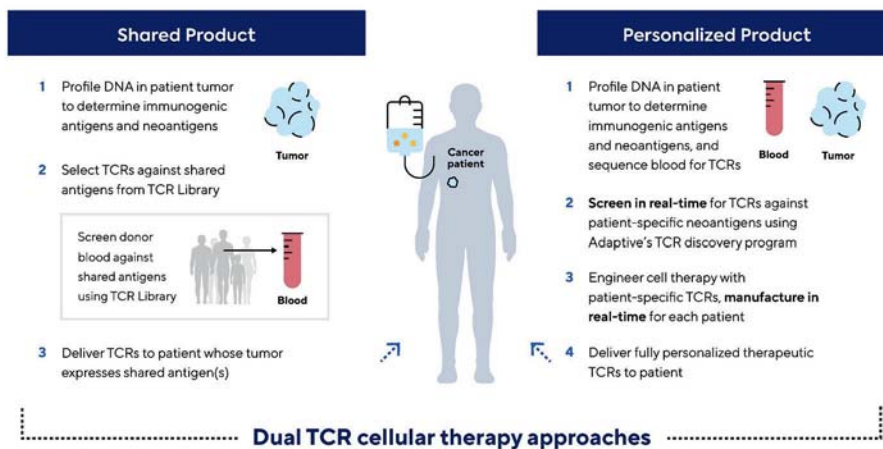 Shared Product
1 Profile DNA in patient tumor
to determine immunogenic
antigens and neoantigens
Tumor
2 Select TCRs against shared
antigens from TCR Library
Screen donor
blood against
shared antigens
using TCR Library
Blood
3 Deliver TCRs to patient whose tumor
expresses shared antigen(s)
Cancer
patient
Personalized Product
1 Profile DNA in patient
tumor to determine
immunogenic antigens
and neoantigens, and
sequence blood for TCRs
Blood
Tumor
2 Screen in real-time for TCRs against
patient-specific neoantigens using
Adaptive's TCR discovery program
3 Engineer cell therapy with
patient-specific TCRs, manufacture in
real-time for each patient
4 Deliver fully personalized therapeutic
TCRs to patient
Dual TCR cellular therapy approaches